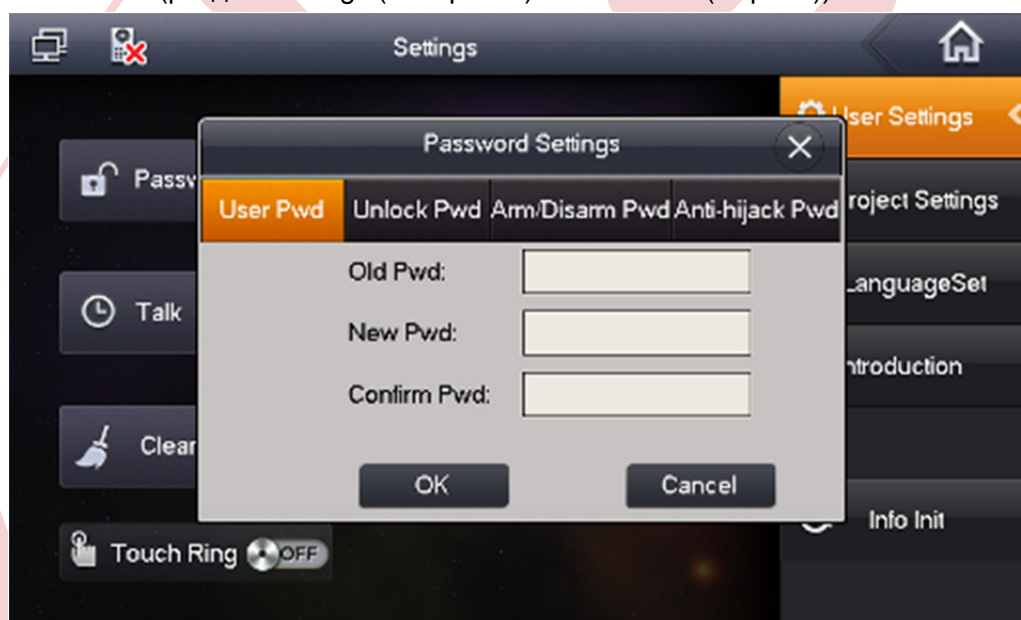 Settings
User Settings
Password Settings
Passw
User Pwd Unlock Pwd Arm/Disarm Pwd Anti-hijack Pwd
roject Settings
Old Pwd:
LanguageSet
Talk
New Pwd:
ntroduction
Confirm Pwd:
Clear
OK Cancel
Info Init
Touch Ring OFF